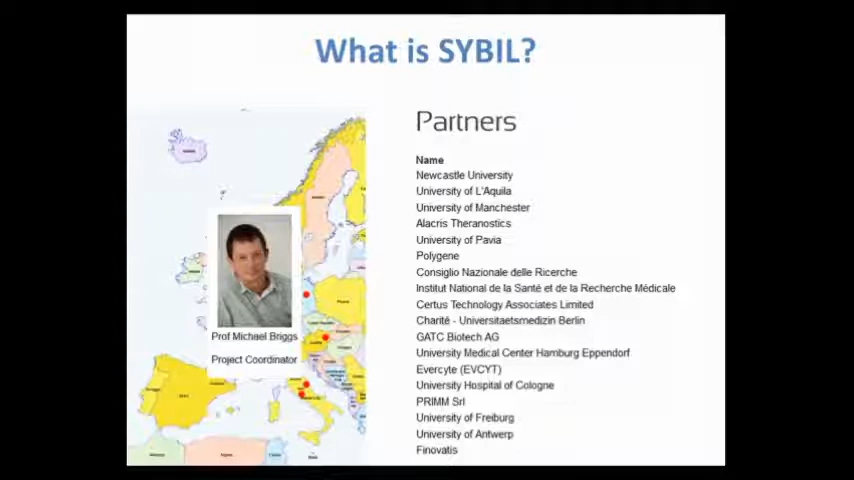 What is SYBIL?
Partners
Name
Newcastle University
University of L'Aquila
University of Manchester
Alacris Theranostics
University of Pavia
Polygene
Consiglio Nazionale delle Ricerche
Institut National de la Santé et de la Recherche Médicale
Certus Technology Associates Limited
Charité - Universitaetsmedizin Berlin
GATC Biotech AG
University Medical Center Hamburg Eppendorf
Evercyte (EVCYT)
University Hospital of Cologne
PRIMM Srl
University of Freiburg
University of Antwerp
Finovatis
Prof Michael Briggs
Project Coordinator